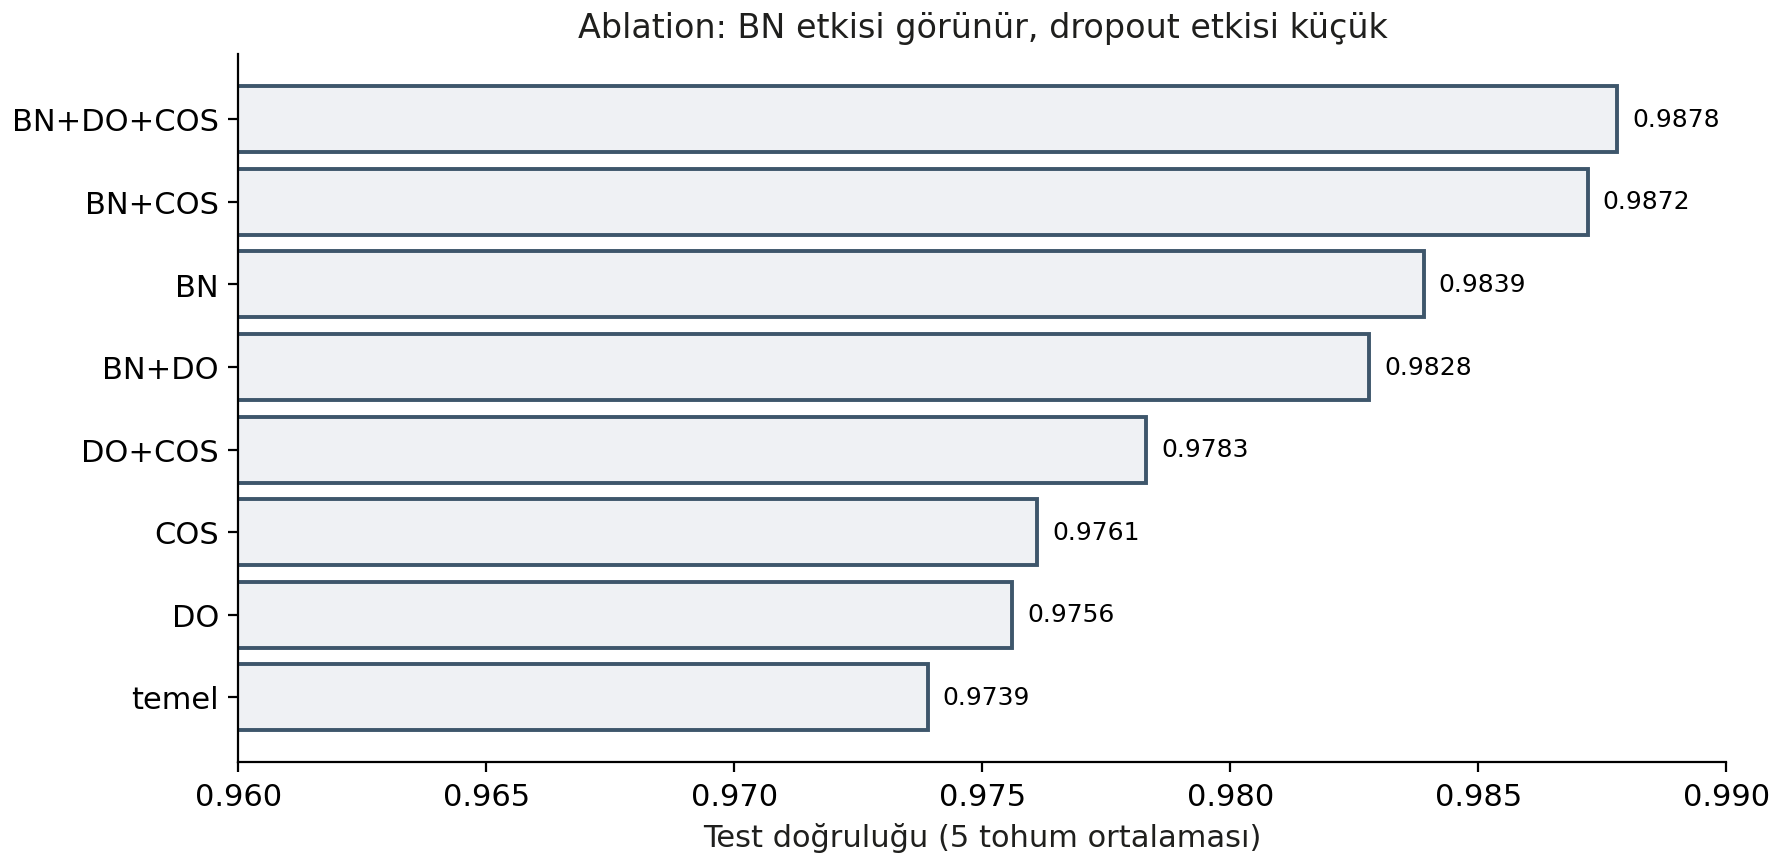 Ablation: BN etkisi görünür, dropout etkisi küçük
BN+DO+COS 0.9878
BN+COS 0.9872
BN 0.9839
BN+DO 0.9828
DO+COS 0.9783
COS 0.9761
DO 0.9756
temel 0.9739
0.960 0.965 0.970 0.975 0.980 0.985 0.990
Test doğruluğu (5 tohum ortalaması)